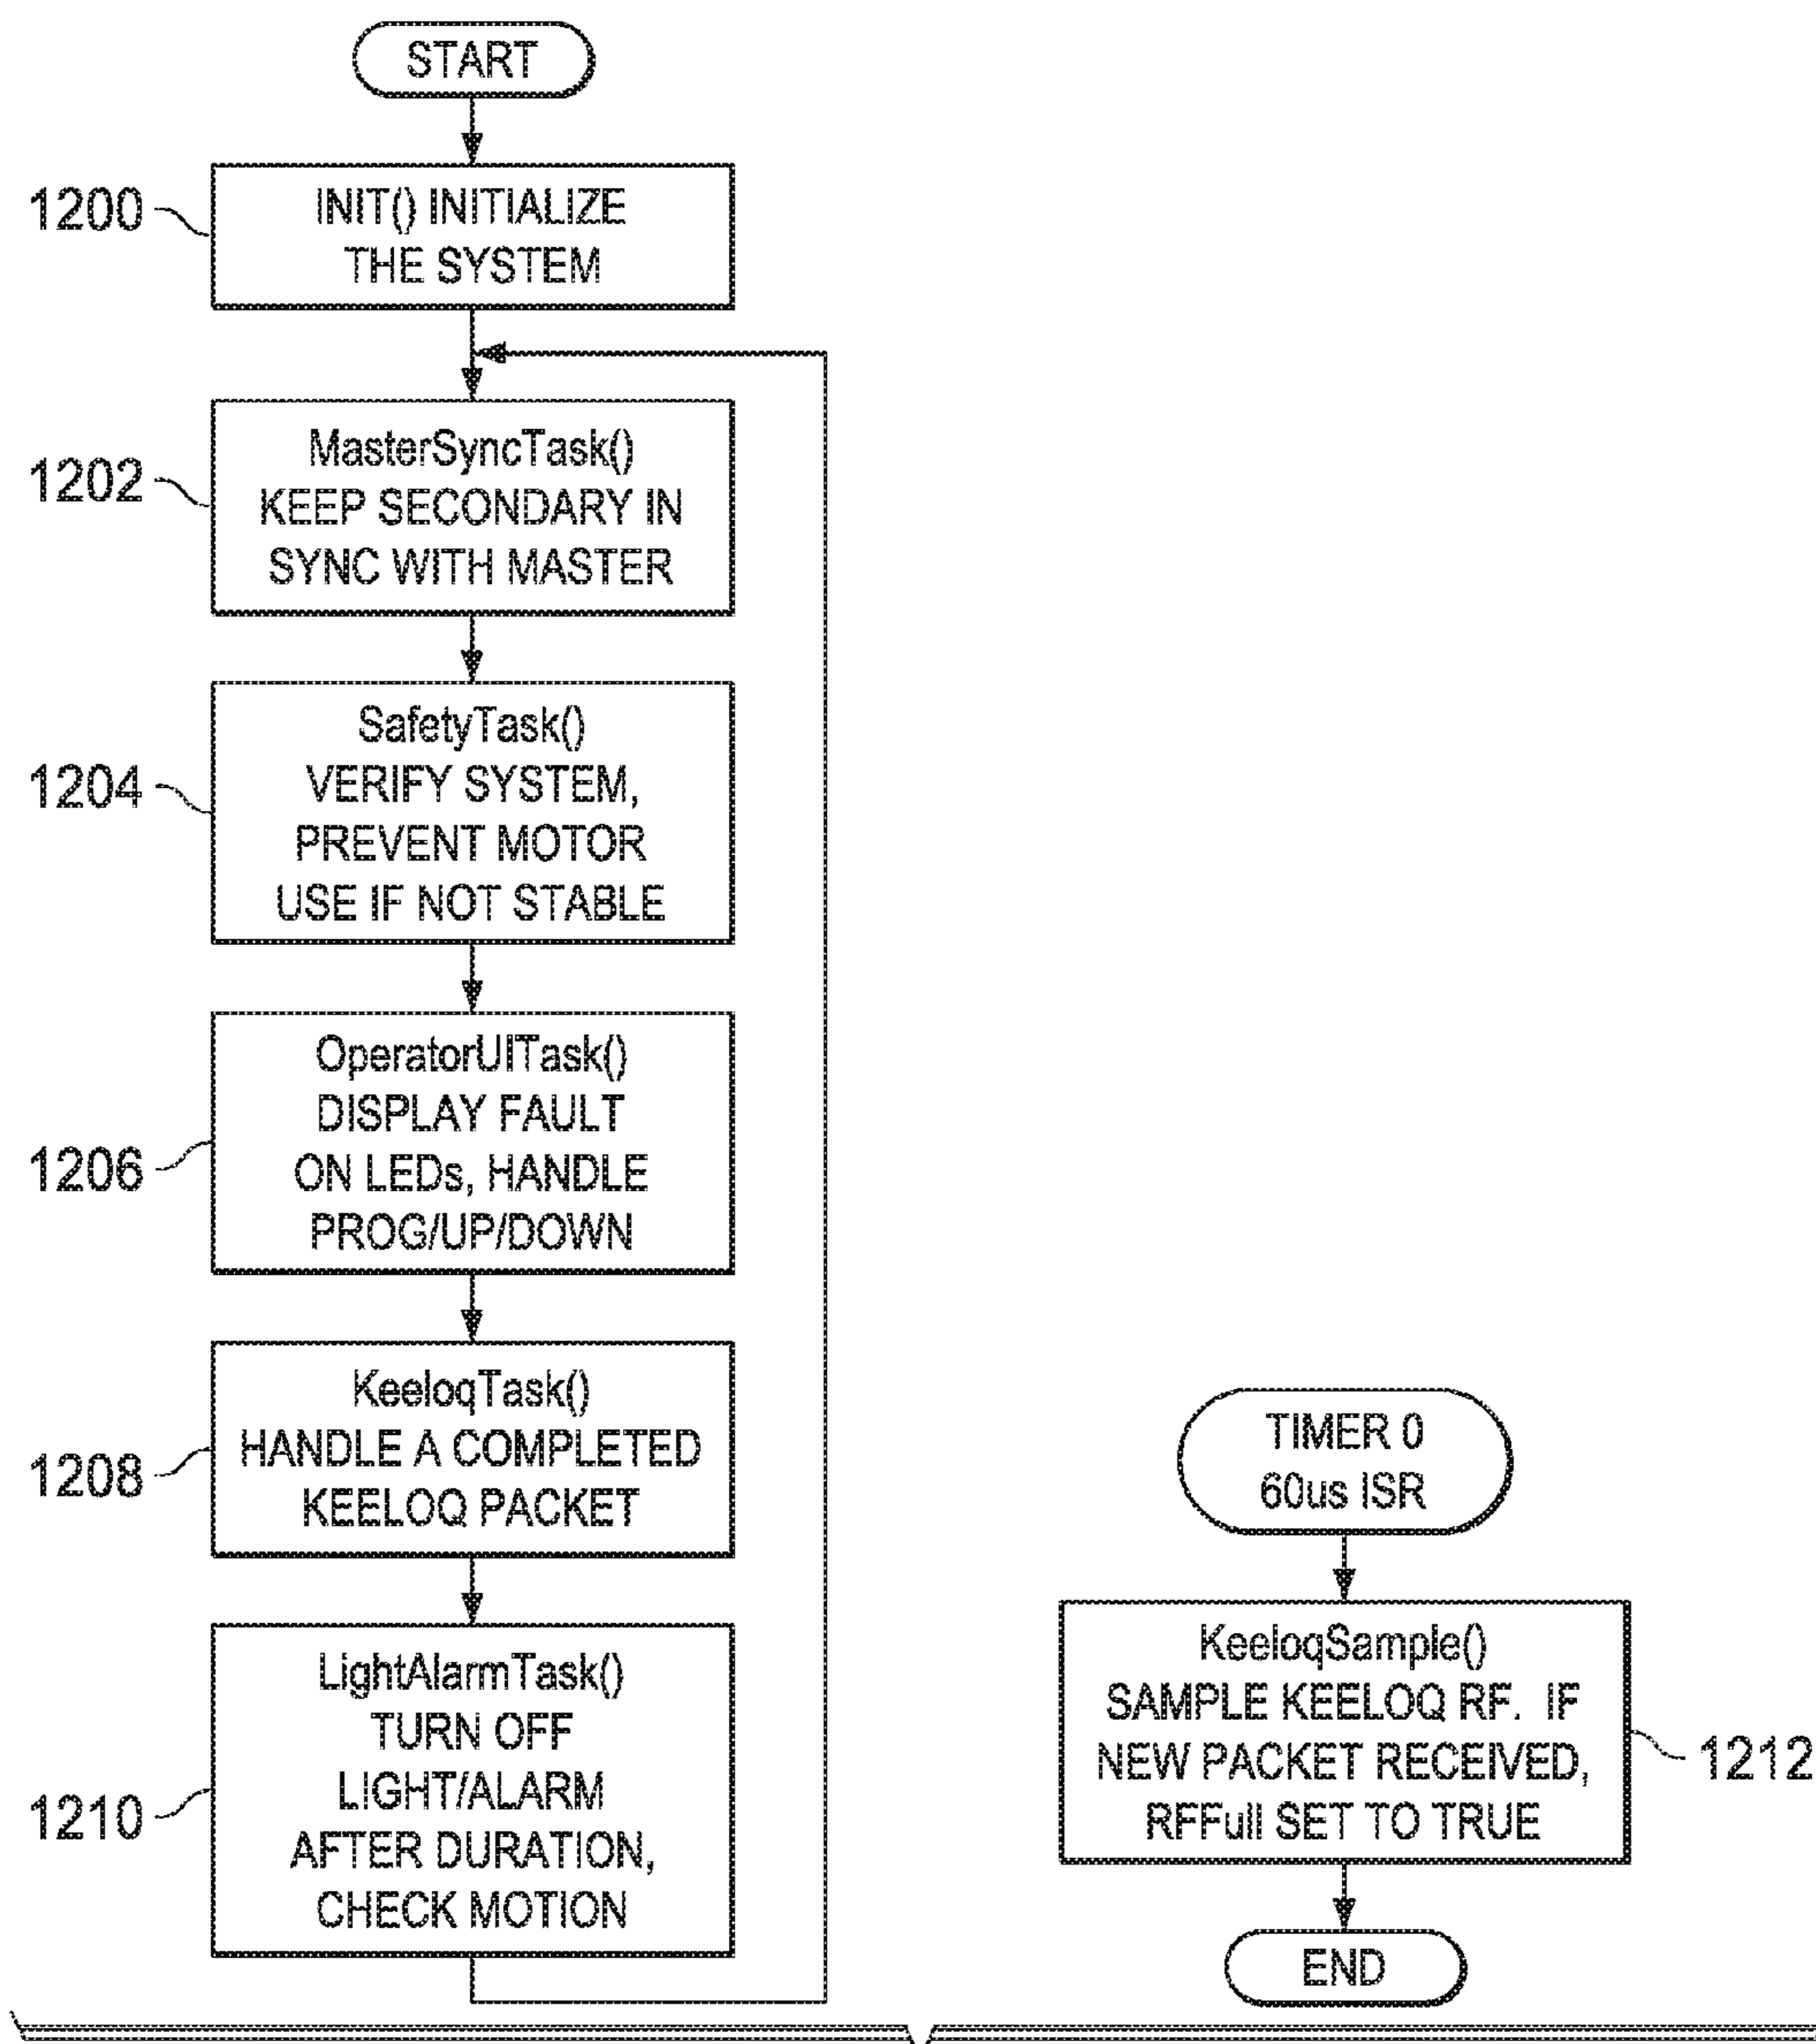 START
1200
INIT() INITIALIZE
THE SYSTEM
1202
MasterSyncTask()
KEEP SECONDARY IN
SYNC WITH MASTER
1204
SafetyTask()
VERIFY SYSTEM,
PREVENT MOTOR
USE IF NOT STABLE
1206
OperatorUITask()
DISPLAY FAULT
ON LEDs, HANDLE
PROG/UP/DOWN
1208
KeeloqTask()
HANDLE A COMPLETED
KEELOQ PACKET
1210
LightAlarmTask()
TURN OFF
LIGHT/ALARM
AFTER DURATION,
CHECK MOTION
TIMER 0
60us ISR
KeeloqSample()
SAMPLE KEELOQ RF. IF
NEW PACKET RECEIVED,
RFFull SET TO TRUE
1212
END